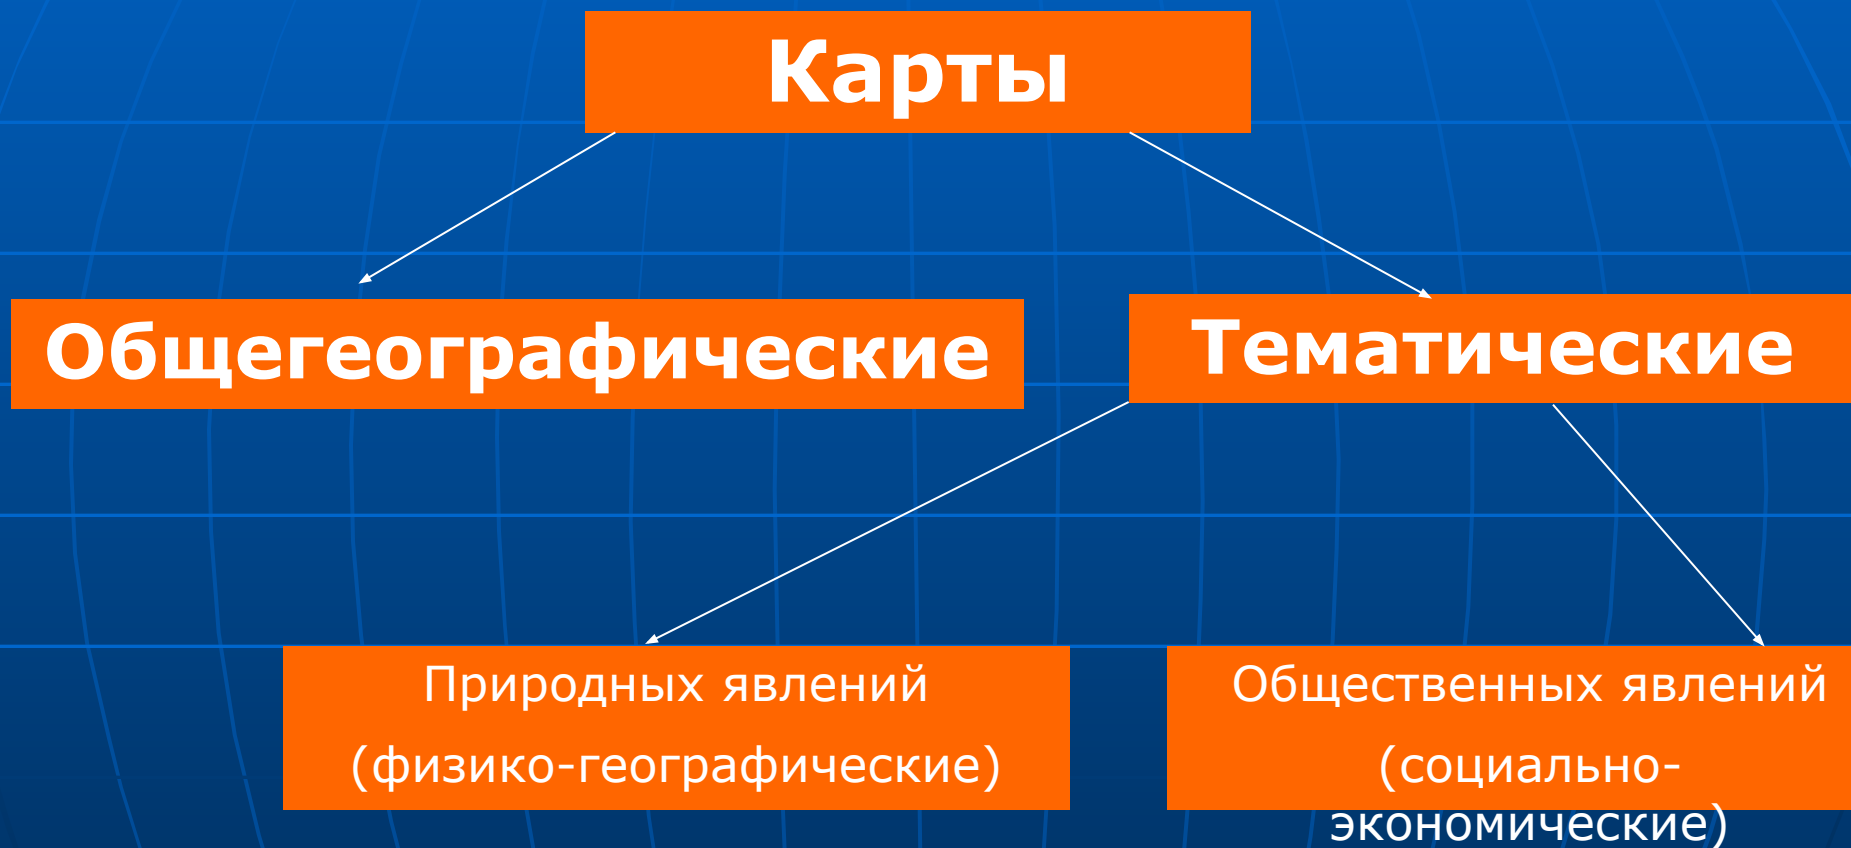 Карты
Общегеографические
Тематические
Природных явлений
(физико-географические)
Общественных явлений
(социально-
экономические)